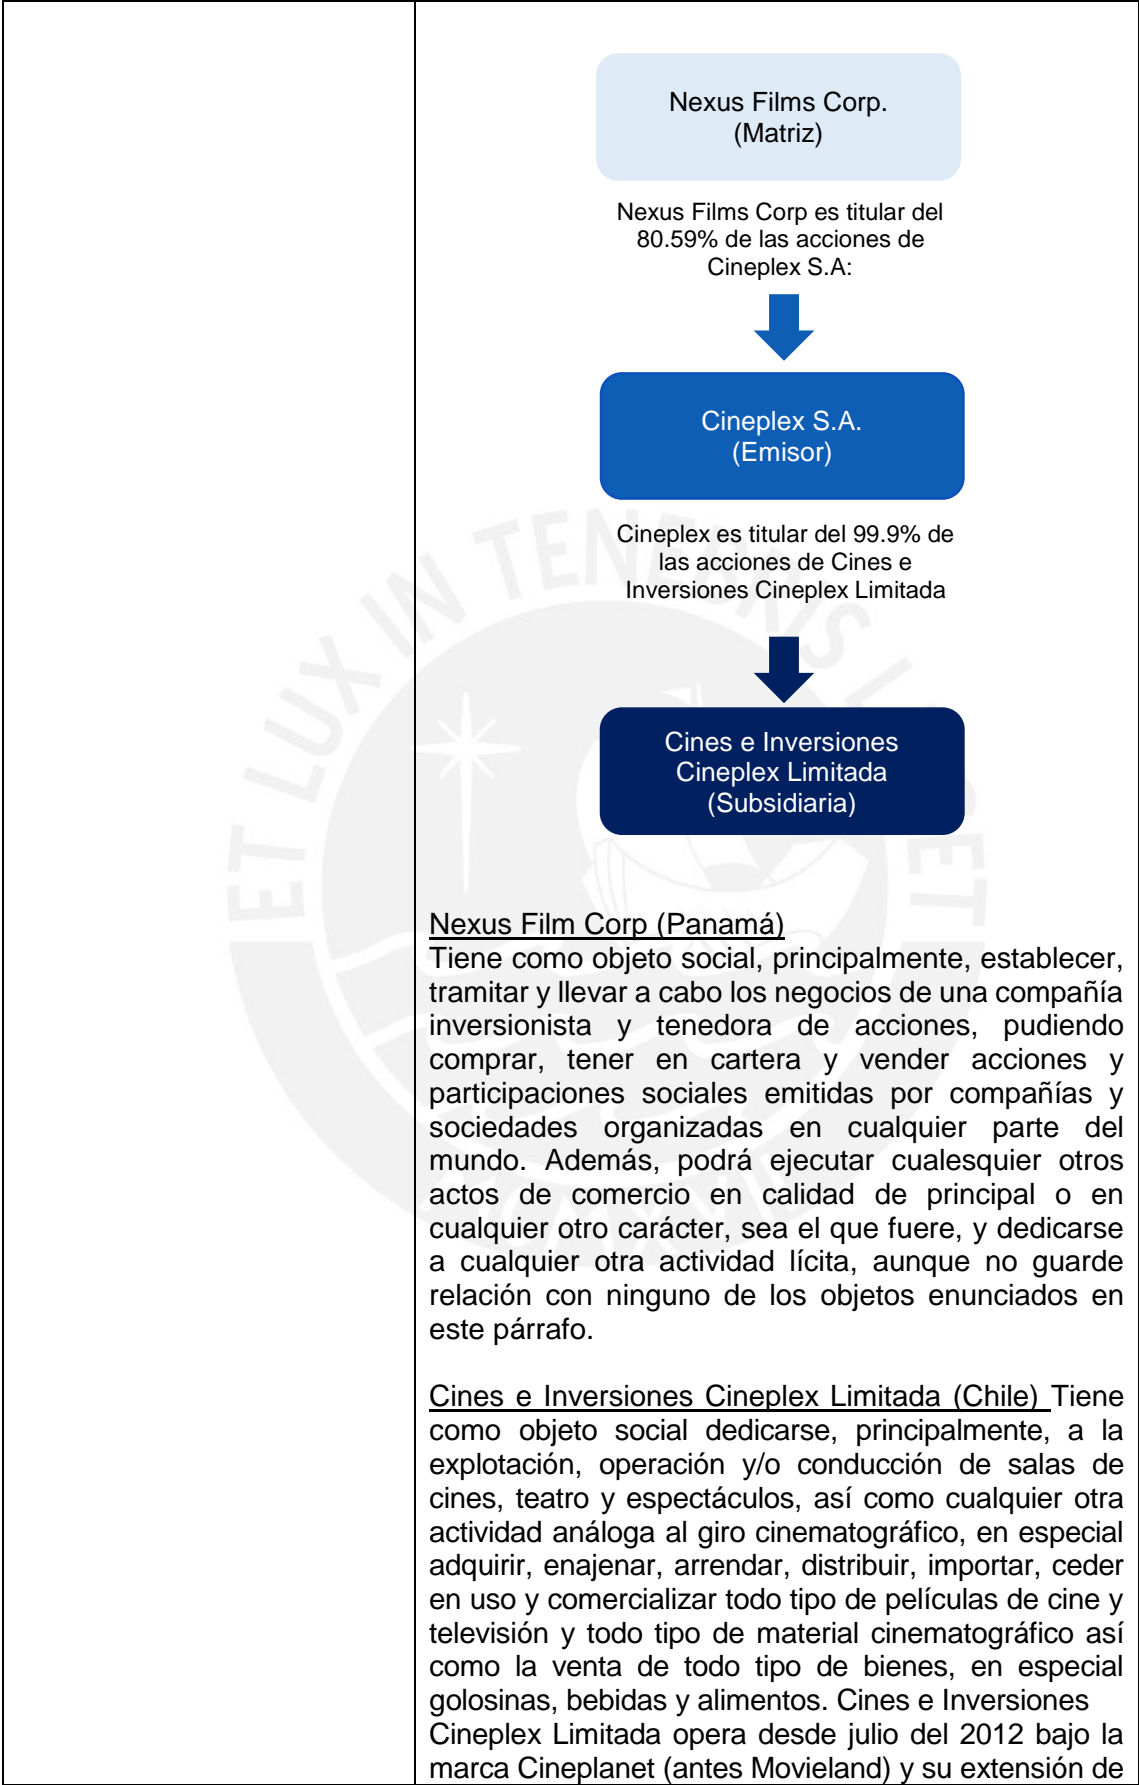 Nexus Films Corp.
(Matriz)
Nexus Films Corp es titular del
80.59% de las acciones de
Cineplex S.A:
Cineplex S.A.
(Emisor)
Cineplex es titular del 99.9% de
las acciones de Cines e
Inversiones Cineplex Limitada
Cines e Inversiones
Cineplex Limitada
(Subsidiaria)
Nexus Film Corp (Panamá)
Tiene como objeto social, principalmente, establecer,
tramitar y llevar a cabo los negocios de una compañía
inversionista y tenedora de acciones, pudiendo
comprar, tener en cartera y vender acciones y
participaciones sociales emitidas por compañías y
sociedades organizadas en cualquier parte del
mundo. Además, podrá ejecutar cualesquier otros
actos de comercio en calidad de principal o en
cualquier otro carácter, sea el que fuere, y dedicarse
a cualquier otra actividad lícita, aunque no guarde
relación con ninguno de los objetos enunciados en
este párrafo.
Cines e Inversiones Cineplex Limitada (Chile) Tiene
como objeto social dedicarse, principalmente, a la
explotación, operación y/o conducción de salas de
cines, teatro y espectáculos, así como cualquier otra
actividad análoga al giro cinematográfico, en especial
adquirir, enajenar, arrendar, distribuir, importar, ceder
en uso y comercializar todo tipo de películas de cine y
televisión y todo tipo de material cinematográfico así
como la venta de todo tipo de bienes, en especial
golosinas, bebidas y alimentos. Cines e Inversiones
Cineplex Limitada opera desde julio del 2012 bajo la
marca Cineplanet (antes Movieland) y su extensión de
ET LUX IN TENEBRIS